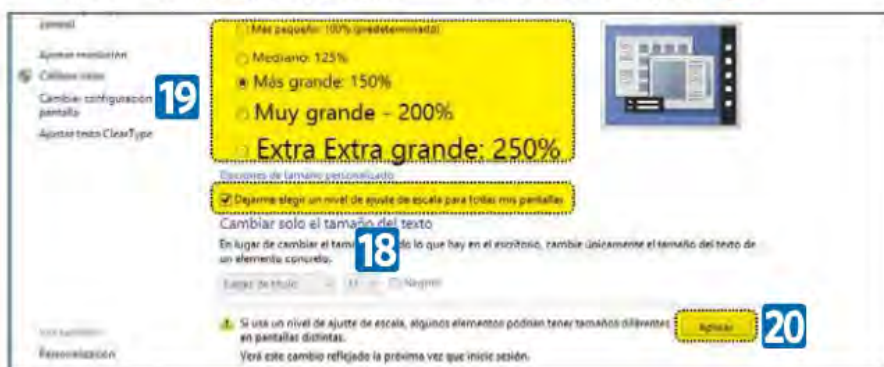 Ajustar resolución
Calibrar color
Cambiar configuración
pantalla
Ajustar texto ClearType
19
Más pequeño: 100% (predeterminado)
Mediano: 125%
Más grande: 150%
Muy grande - 200%
Extra Extra grande: 250%
Opciones de tamaño personalizado
Dejarme elegir un nivel de ajuste de escala para todas mis pantallas
Cambiar solo el tamaño del texto
En lugar de cambiar el lo que hay en el escritorio, cambie únicamente el tamaño del texto de
un elemento concreto.
18
Barras de título 11 Negrita
Si usa un nivel de ajuste de escala, algunos elementos podrían tener tamaños diferentes
en pantallas distintas.
Verá este cambio reflejado la próxima vez que inicie sesión.
Aplicar
20
Personalización